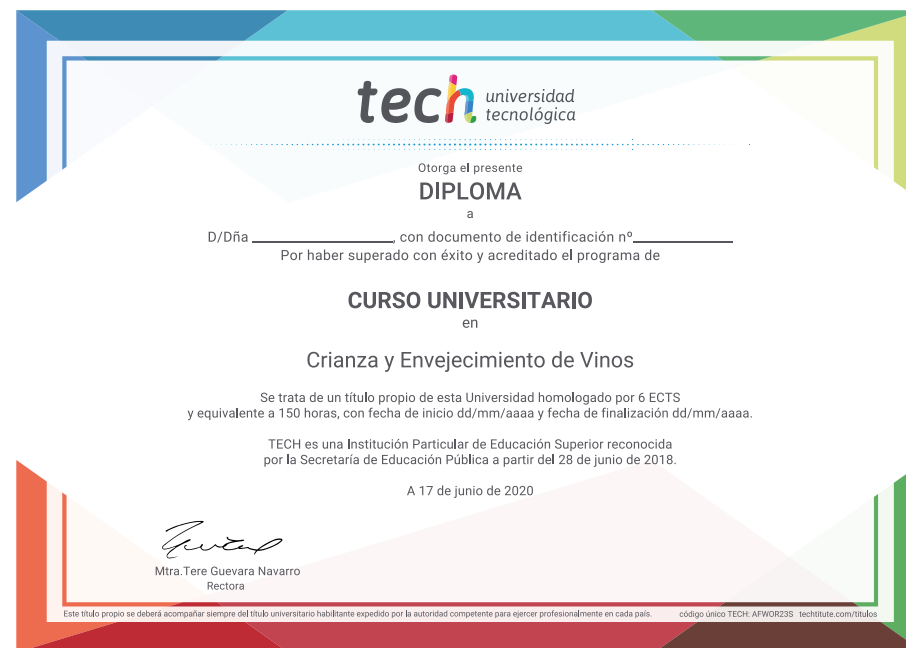 tech universidad
tecnológica
Otorga el presente
DIPLOMA
a
D/Dña ____________________, con documento de identificación nº______________
Por haber superado con éxito y acreditado el programa de
CURSO UNIVERSITARIO
en
Crianza y Envejecimiento de Vinos
Se trata de un título propio de esta Universidad homologado por 6 ECTS
y equivalente a 150 horas, con fecha de inicio dd/mm/aaaa y fecha de finalización dd/mm/aaaa.
TECH es una Institución Particular de Educación Superior reconocida
por la Secretaría de Educación Pública a partir del 28 de junio de 2018.
A 17 de junio de 2020
Mtra.Tere Guevara Navarro
Rectora
Este título propio se deberá acompañar siempre del título universitario habilitante expedido por la autoridad competente para ejercer profesionalmente en cada país. código único TECH: AFWOR23S techtitute.com/titulos